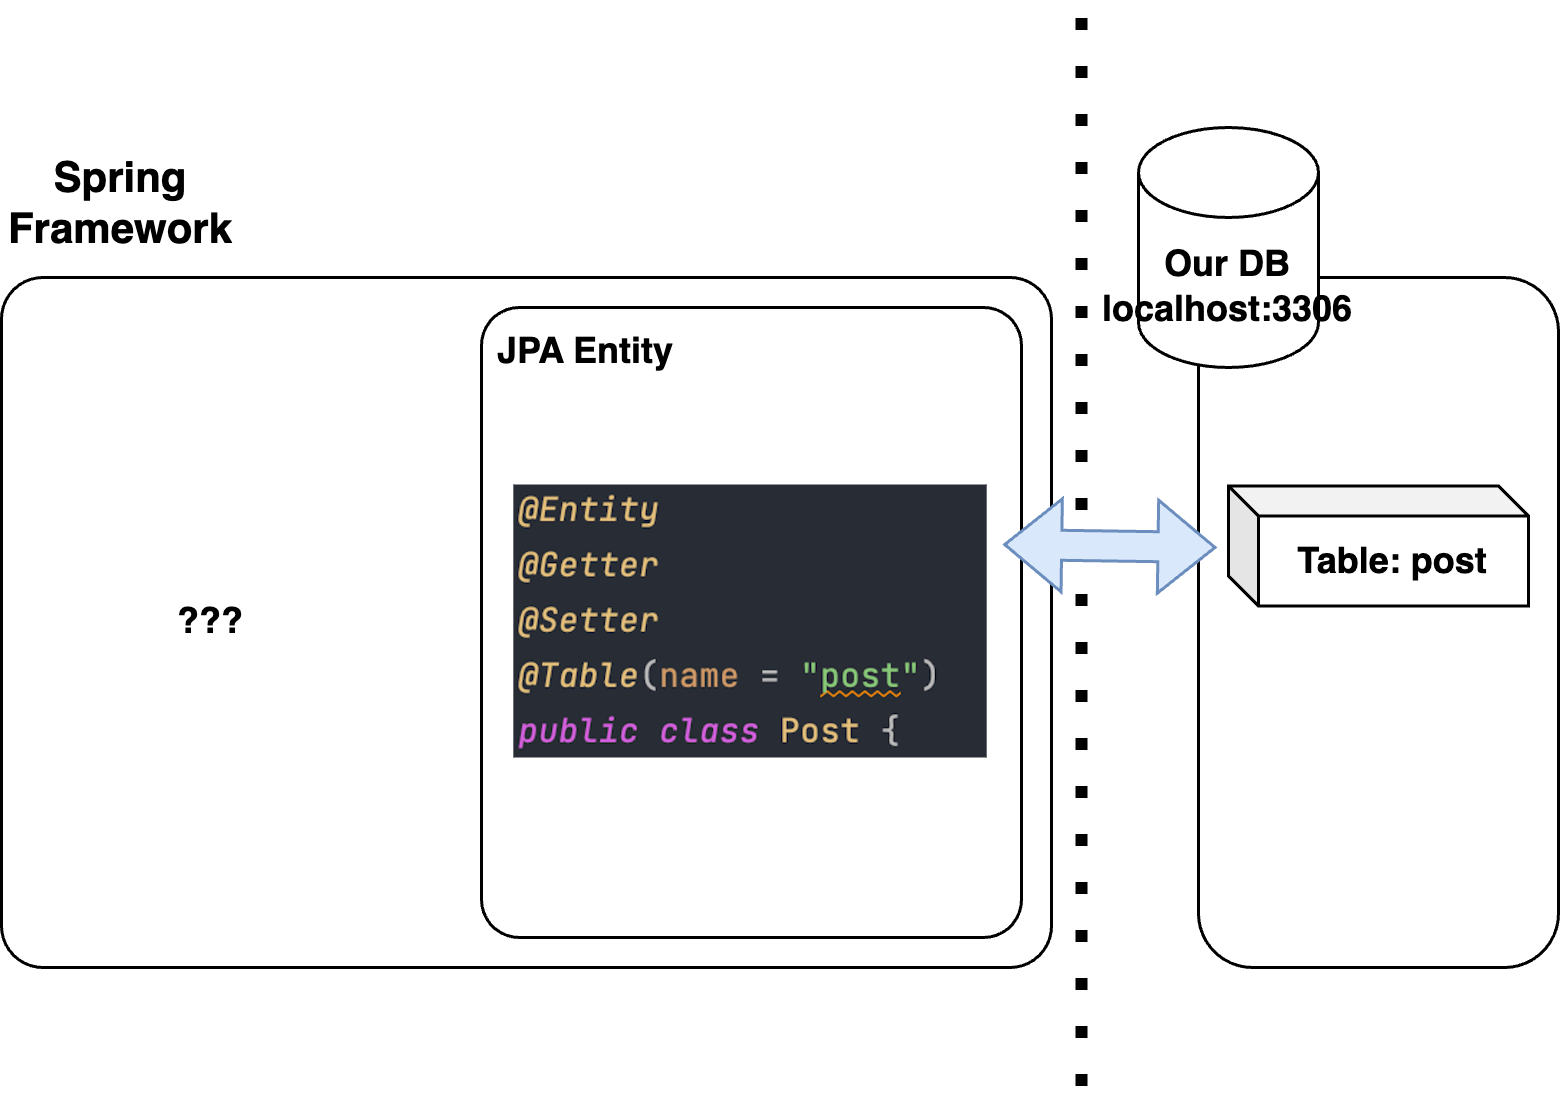 Spring
Framework
Our DB
localhost:3306
JPA Entity
@Entity
@Getter
@Setter
@Table(name = "post")
public class Post {
???
Table: post